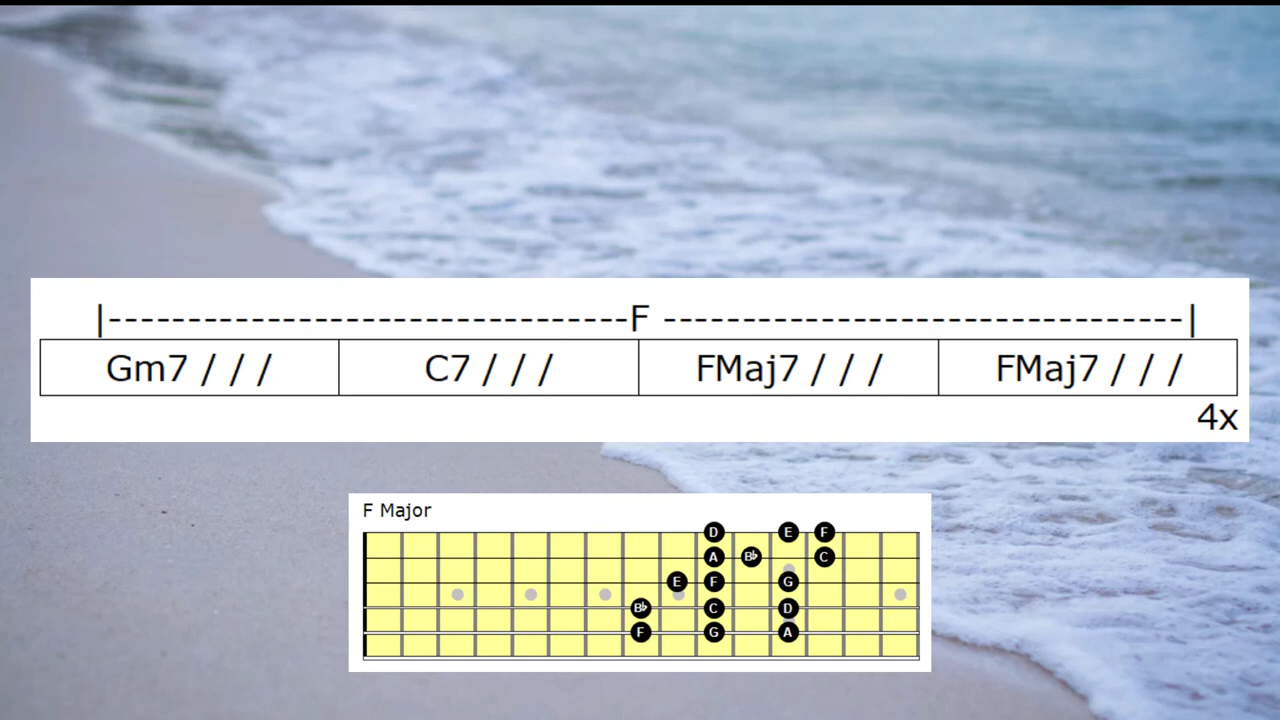 |---------------------------------F ---------------------------------|
Gm7 / / / C7 / / / FMaj7 / / / FMaj7 / / /
4x
F Major
D E F
A B♭ C
E F G
B♭ C D
F G A